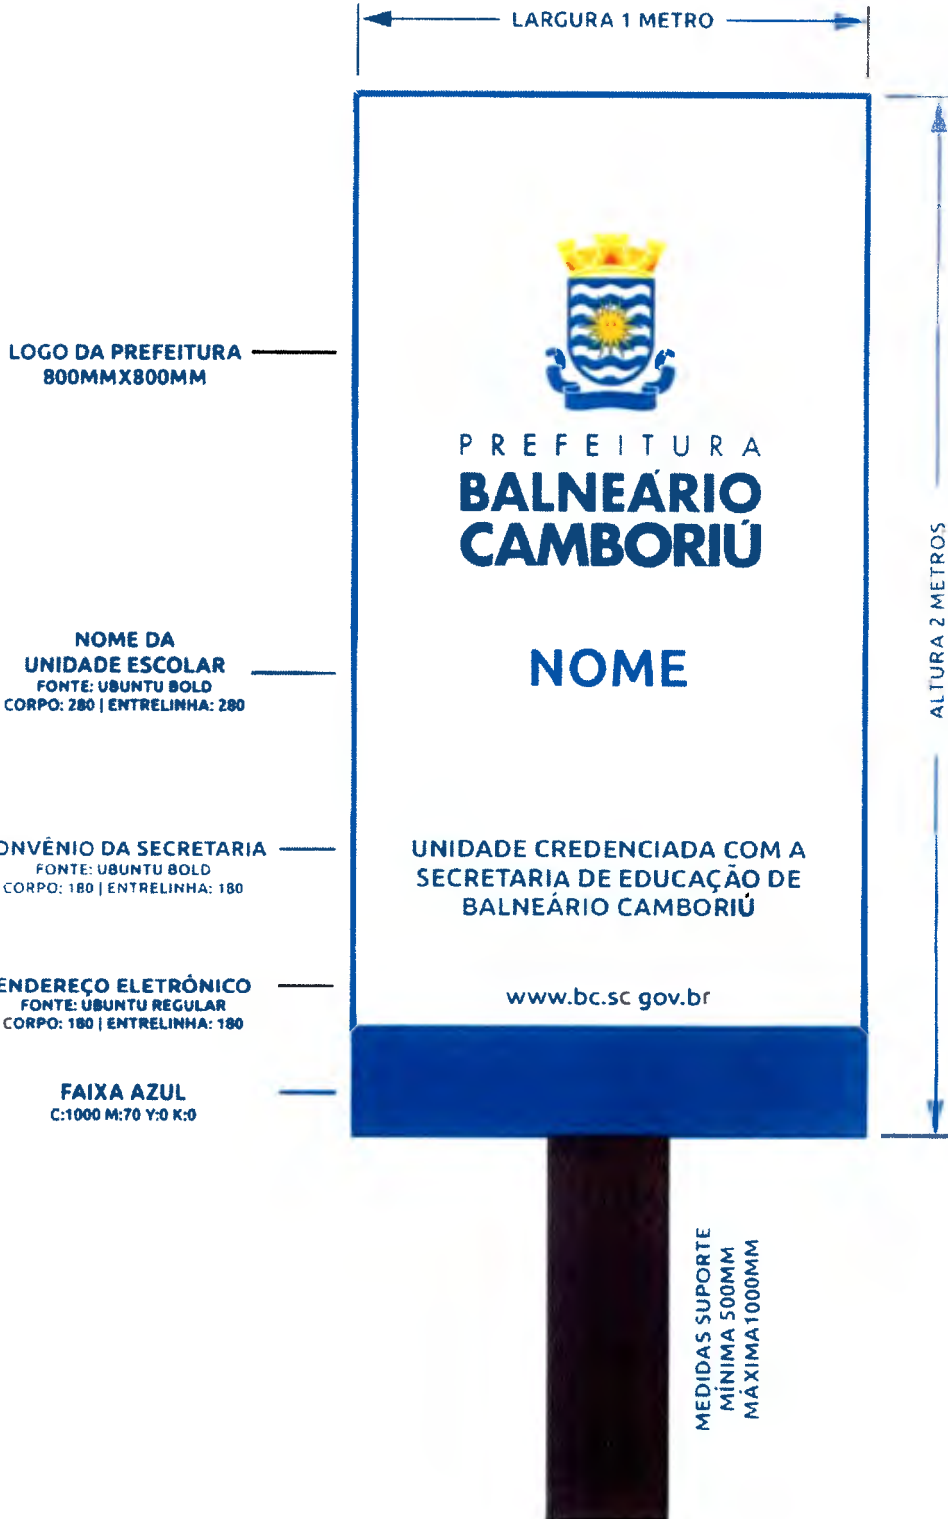 LARGURA 1 METRO
LOGO DA PREFEITURA
800MMX800MM
PREFEITURA
BALNEÁRIO
CAMBORIÚ
ALTURA 2 METROS
NOME DA
UNIDADE ESCOLAR
FONTE: UBUNTU BOLD
CORPO: 280 | ENTRELINHA: 280
NOME
ONVÊNIO DA SECRETARIA
FONTE: UBUNTU BOLD
CORPO: 180 | ENTRELINHA: 180
UNIDADE CREDENCIADA COM A
SECRETARIA DE EDUCAÇÃO DE
BALNEÁRIO CAMBORIÚ
ENDEREÇO ELETRÔNICO
FONTE: UBUNTU REGULAR
CORPO: 180 | ENTRELINHA: 180
www.bc.sc gov.br
FAIXA AZUL
C:1000 M:70 Y:0 K:0
MEDIDAS SUPORTE
MÍNIMA 500MM
MÁXIMA1000MM